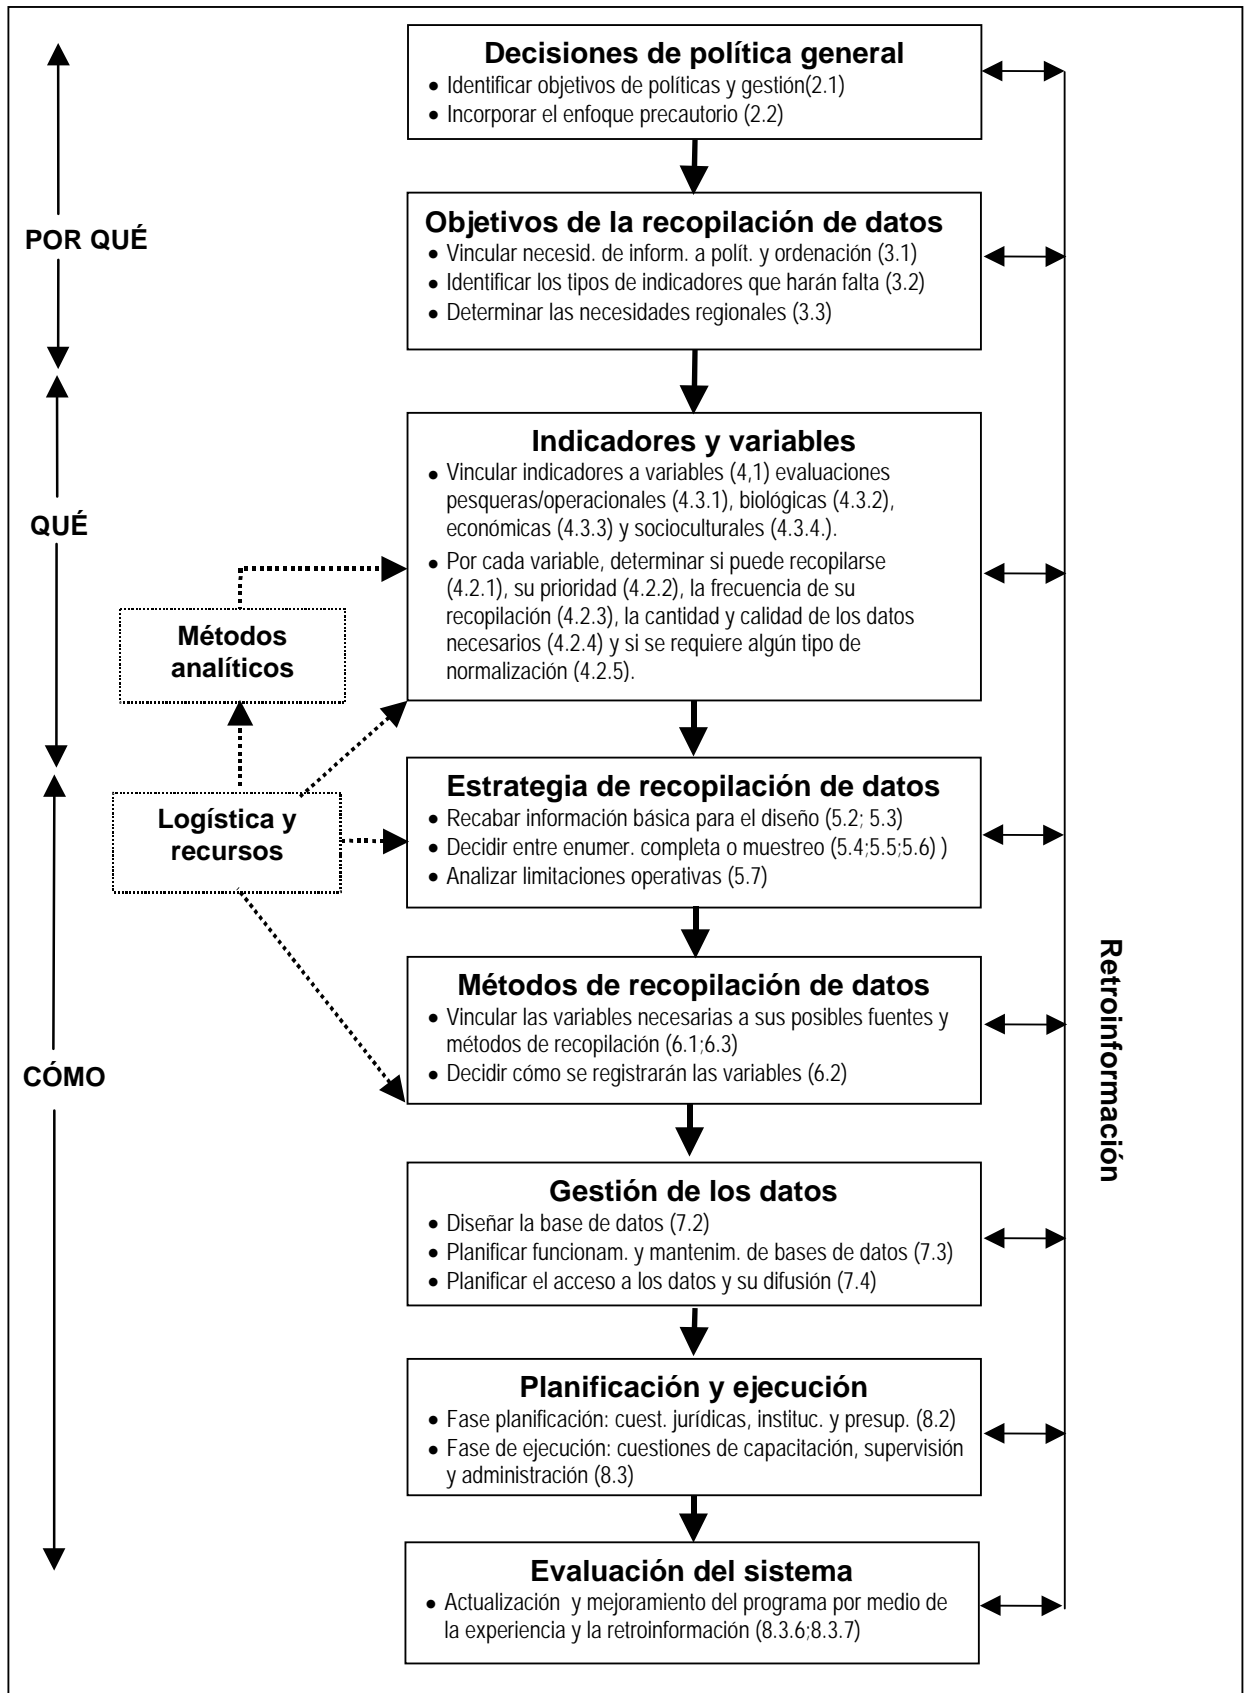 Decisiones de política general
• Identificar objetivos de políticas y gestión(2.1)
• Incorporar el enfoque precautorio (2.2)
POR QUÉ
Objetivos de la recopilación de datos
• Vincular necesid. de inform. a polít. y ordenación (3.1)
• Identificar los tipos de indicadores que harán falta (3.2)
• Determinar las necesidades regionales (3.3)
QUÉ
Indicadores y variables
• Vincular indicadores a variables (4,1) evaluaciones
pesqueras/operacionales (4.3.1), biológicas (4.3.2),
económicas (4.3.3) y socioculturales (4.3.4.).
• Por cada variable, determinar si puede recopilarse
(4.2.1), su prioridad (4.2.2), la frecuencia de su
recopilación (4.2.3), la cantidad y calidad de los datos
necesarios (4.2.4) y si se requiere algún tipo de
normalización (4.2.5).
Métodos
analíticos
Logística y
recursos
Estrategia de recopilación de datos
• Recabar información básica para el diseño (5.2; 5.3)
• Decidir entre enumer. completa o muestreo (5.4;5.5;5.6) )
• Analizar limitaciones operativas (5.7)
CÓMO
Métodos de recopilación de datos
• Vincular las variables necesarias a sus posibles fuentes y
métodos de recopilación (6.1;6.3)
• Decidir cómo se registrarán las variables (6.2)
Retroinformación
Gestión de los datos
• Diseñar la base de datos (7.2)
• Planificar funcionam. y mantenim. de bases de datos (7.3)
• Planificar el acceso a los datos y su difusión (7.4)
Planificación y ejecución
• Fase planificación: cuest. jurídicas, instituc. y presup. (8.2)
• Fase de ejecución: cuestiones de capacitación, supervisión
y administración (8.3)
Evaluación del sistema
• Actualización y mejoramiento del programa por medio de
la experiencia y la retroinformación (8.3.6;8.3.7)